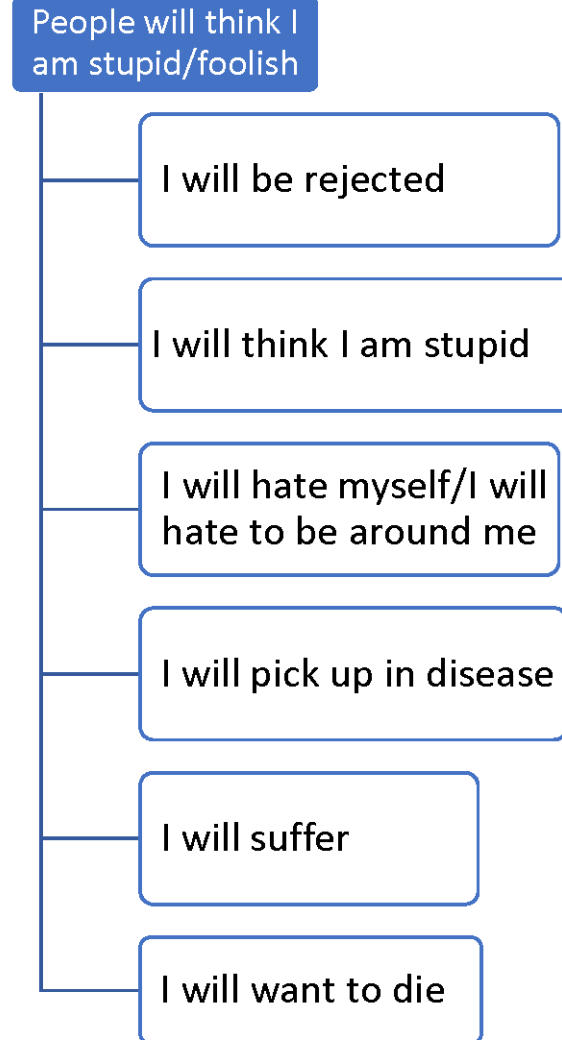 People will think I
am stupid/foolish
I will be rejected
I will think I am stupid
I will hate myself/I will
hate to be around me
I will pick up in disease
I will suffer
I will want to die